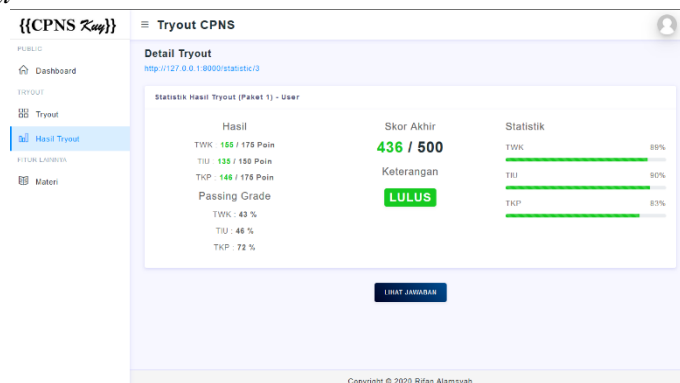 {{CPNS Kuy}}
≡ Tryout CPNS
PUBLIC
Dashboard
TRYOUT
Tryout
Hasil Tryout
FITUR LAINNYA
Materi
Detail Tryout
http://127.0.0.1:8000/statistic/3
Statistik Hasil Tryout (Paket 1) - User
Hasil
TWK : 155 / 175 Poin
TIU : 135 / 150 Poin
TKP : 146 / 175 Poin
Passing Grade
TWK : 43 %
TIU : 46 %
TKP : 72 %
Skor Akhir
436 / 500
Keterangan
LULUS
Statistik
TWK 89%
TIU 90%
TKP 83%
LIHAT JAWABAN
Copyright © 2020 Rifan Alamsyah